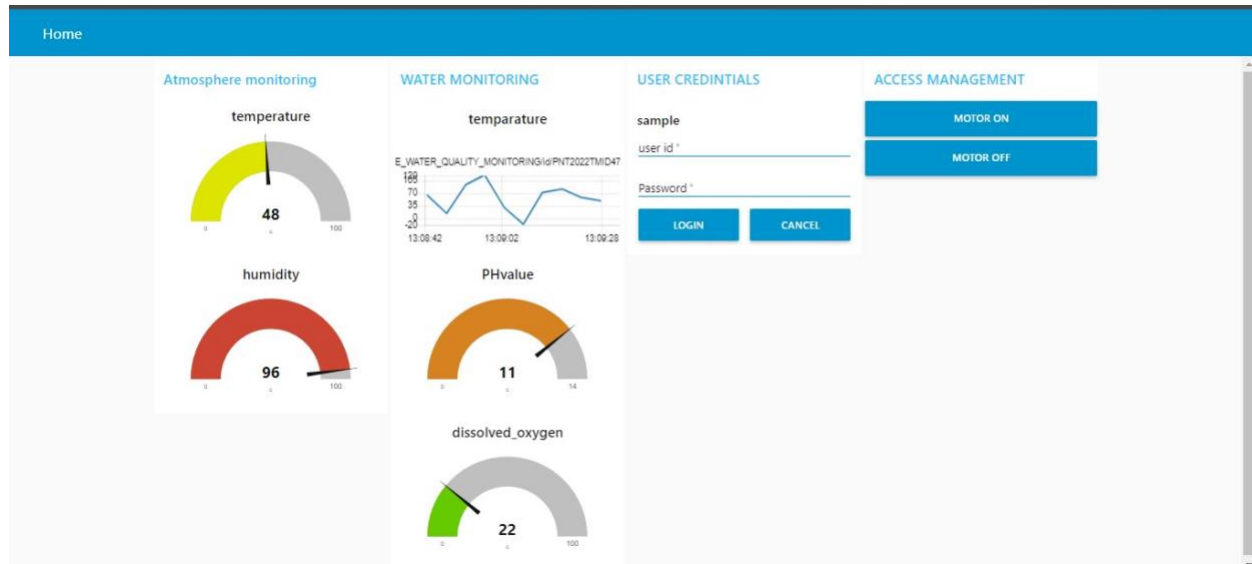 Home
Atmosphere monitoring
temperature
48
0
c
100
humidity
96
0
c
100
WATER MONITORING
temparature
E_WATER_QUALITY_MONITORING/id/PNT2022TMID47
120
105
70
35
0
-20
13:08:42
13:09:02
13:09:28
PHvalue
11
0
c
14
dissolved_oxygen
22
0
c
100
USER CREDINTIALS
sample
user id *
Password *
LOGIN
CANCEL
ACCESS MANAGEMENT
MOTOR ON
MOTOR OFF